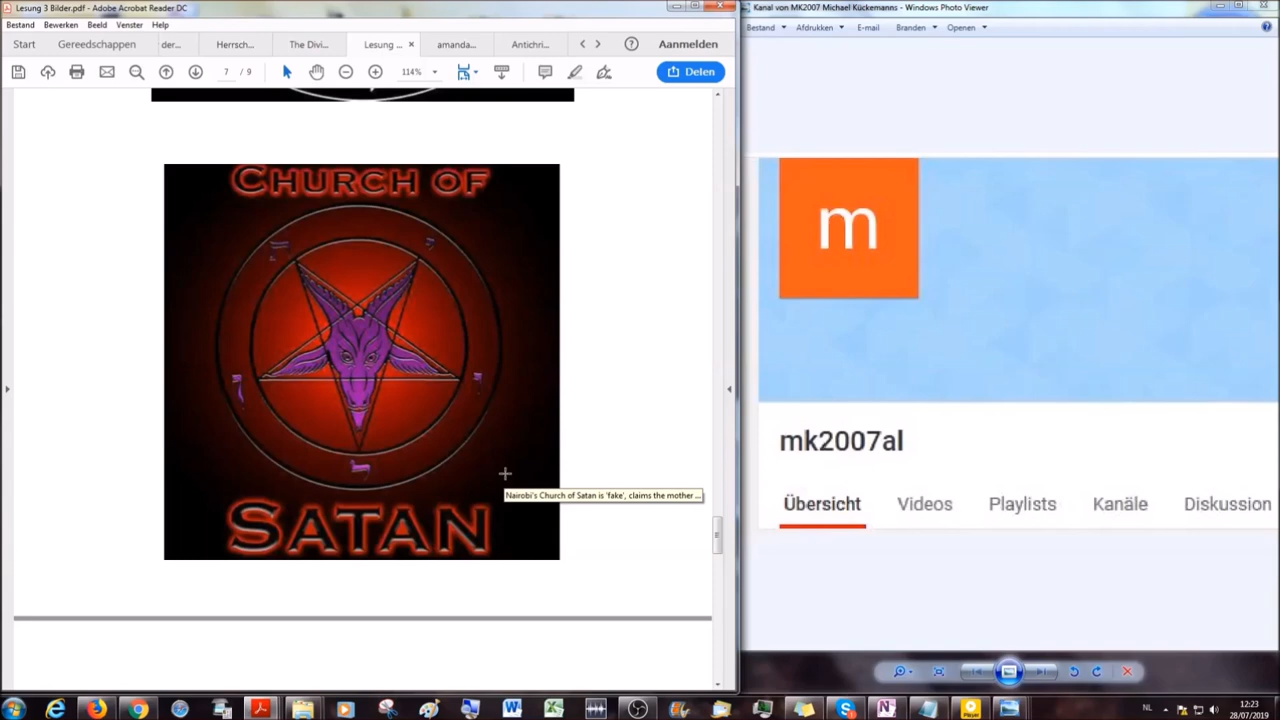 Lesung 3 Bilder.pdf - Adobe Acrobat Reader DC
Bestand Bewerken Beeld Venster Help
Start Gereedschappen der... Herrsch... The Divi... Lesung ... × amanda... Antichri... Aanmelden
7 / 9 114% Delen
CHURCH OF
SATAN
Nairobi's Church of Satan is 'fake', claims the mother ...
Kanal von MK2007 Michael Kückemanns - Windows Photo Viewer
Bestand Afdrukken E-mail Branden Openen
m
mk2007al
Übersicht Videos Playlists Kanäle Diskussion
NL 12:23
28/07/2019